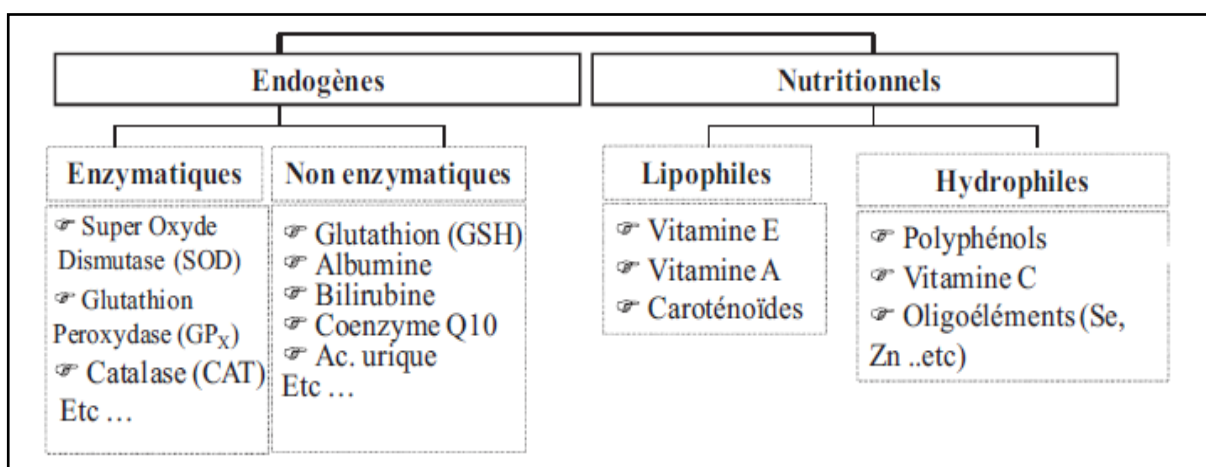 Endogènes
Nutritionnels
Enzymatiques
☞ Super Oxyde
Dismutase (SOD)
☞ Glutathion
Peroxydase (GPX)
☞ Catalase (CAT)
Etc …
Non enzymatiques
☞ Glutathion (GSH)
☞ Albumine
☞ Bilirubine
☞ Coenzyme Q10
☞ Ac. urique
Etc …
Lipophiles
☞ Vitamine E
☞ Vitamine A
☞ Caroténoïdes
Hydrophiles
☞ Polyphénols
☞ Vitamine C
☞ Oligoéléments (Se,
Zn ..etc)